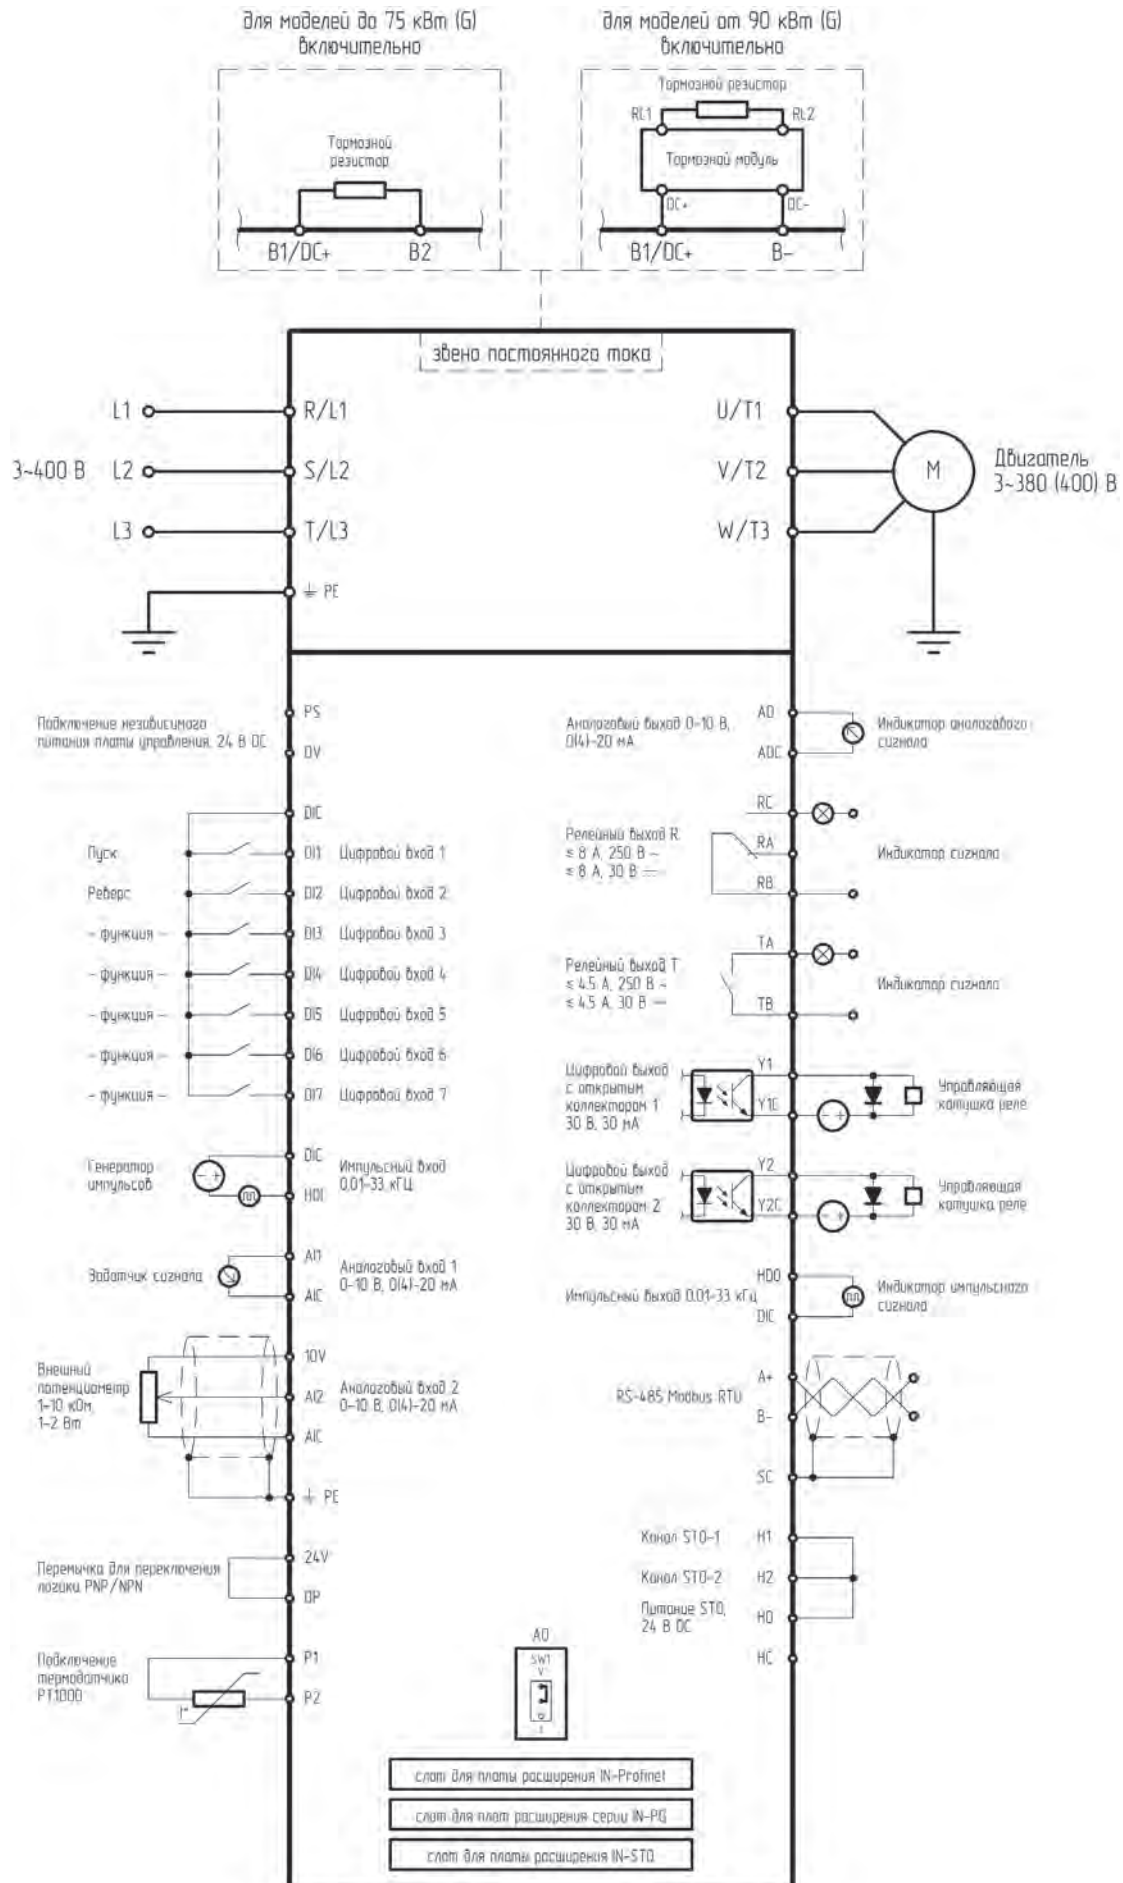 для моделей до 75 кВт (G)
включительно
для моделей от 90 кВт (G)
включительно
Тормозной
резистор
B1/DC+
B2
Тормозной резистор
RL2
Тормозной модуль
DC+
DC-
B1/DC+
B-
звено постоянного тока
L1
R/L1
U/T1
3~400 В
L2
S/L2
V/T2
M
Двигатель
3~380 (400) В
L3
T/L3
W/T3
PE
Подключение независимого
питания платы управления, 24 В DC
PS
0V
Аналоговый выход 0-10 В,
0(4)-20 мА
AO
AOC
Индикатор аналогового
сигнала
DIC
Пуск
DI1
Цифровой вход 1
Реверс
DI2
Цифровой вход 2
- функция -
DI3
Цифровой вход 3
- функция -
DI4
Цифровой вход 4
- функция -
DI5
Цифровой вход 5
- функция -
DI6
Цифровой вход 6
- функция -
DI7
Цифровой вход 7
Релейный выход R
≤ 8 А, 250 В ~
≤ 8 А, 30 В
RC
RA
RB
Индикатор сигнала
Релейный выход T
≤ 4.5 А, 250 В ~
≤ 4.5 А, 30 В
TA
TB
Индикатор сигнала
Цифровой выход
с открытым
коллектором 1
30 В, 30 мА
Y1
Y1C
- +
Управляющая
катушка реле
Генератор
импульсов
- +
DIC
HDI
Импульсный вход
0.01-33 кГЦ
Цифровой выход
с открытым
коллектором 2
30 В, 30 мА
Y2
Y2C
- +
Управляющая
катушка реле
Задатчик сигнала
AI1
AIC
Аналоговый вход 1
0-10 В, 0(4)-20 мА
Импульсный выход 0.01-33 кГц
HDO
DIC
Индикатор импульсного
сигнала
Внешний
потенциометр
1-10 кОм,
1-2 Вт
10V
AI2
AIC
PE
Аналоговый вход 2
0-10 В, 0(4)-20 мА
RS-485 Modbus RTU
A+
B-
SC
Перемычка для переключения
логики PNP/NPN
24V
OP
Канал STO-1
H1
Канал STO-2
H2
Питание STO,
24 В DC
H0
HC
Подключение
термодатчика
PT1000
P1
P2
AO
SW1
V
I
слот для платы расширения IN-Profinet
слот для плат расширения серии IN-PG
слот для платы расширения IN-STO